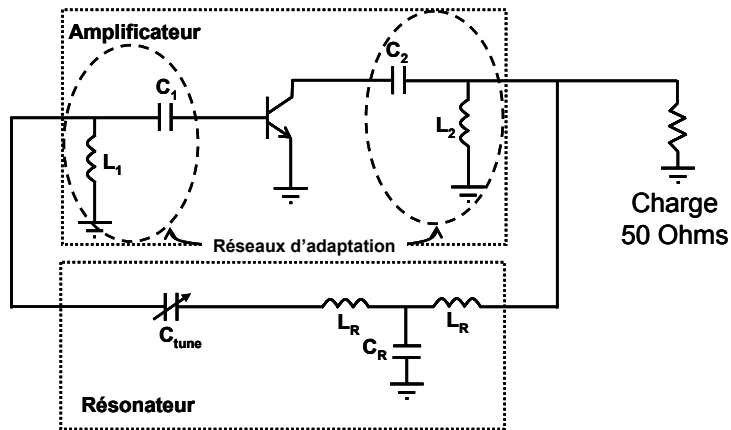 Amplificateur
C1
C2
L1
L2
Réseaux d'adaptation
Charge
50 Ohms
Ctune
LR
LR
CR
Résonateur